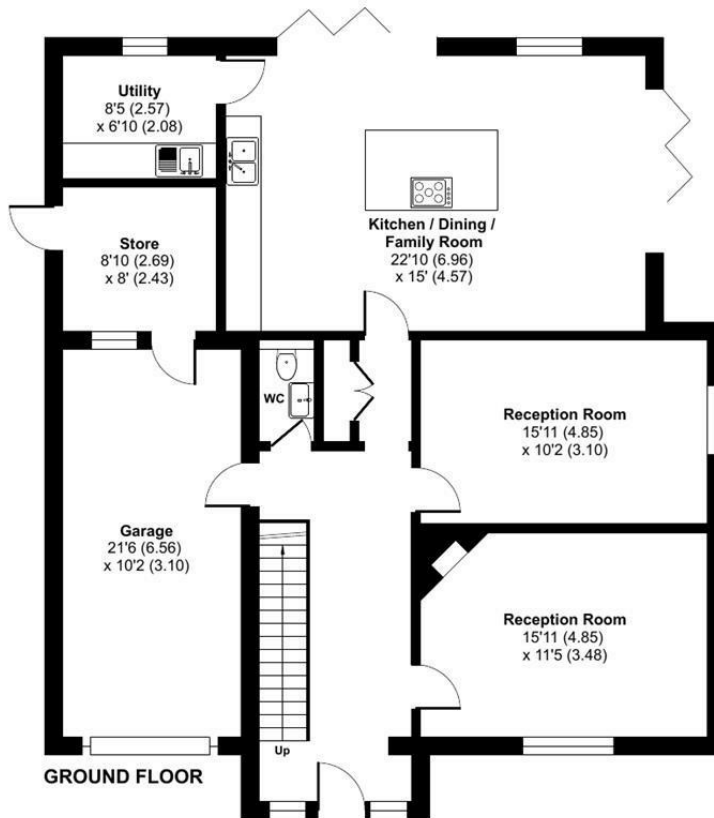 Utility
8'5 (2.57)
x 6'10 (2.08)
Kitchen / Dining /
Family Room
22'10 (6.96)
x 15' (4.57)
Store
8'10 (2.69)
x 8' (2.43)
WC
Reception Room
15'11 (4.85)
x 10'2 (3.10)
Garage
21'6 (6.56)
x 10'2 (3.10)
Reception Room
15'11 (4.85)
x 11'5 (3.48)
Up
GROUND FLOOR